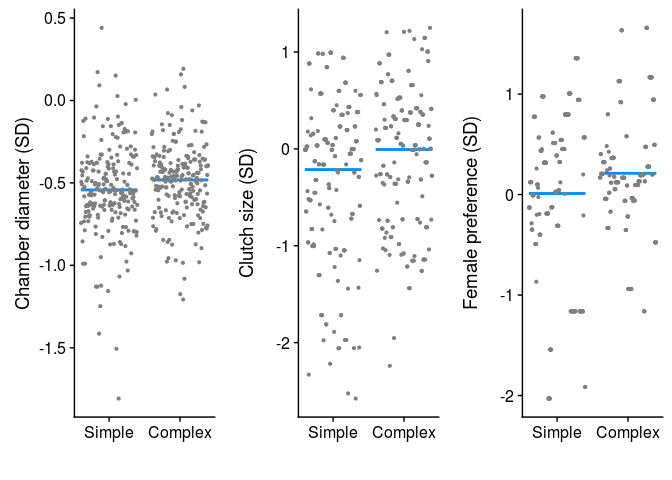 Chamber diameter (SD)
0.5
0.0
-0.5
-1.0
-1.5
Simple Complex
Clutch size (SD)
1
0
-1
-2
Simple Complex
Female preference (SD)
1
0
-1
-2
Simple Complex